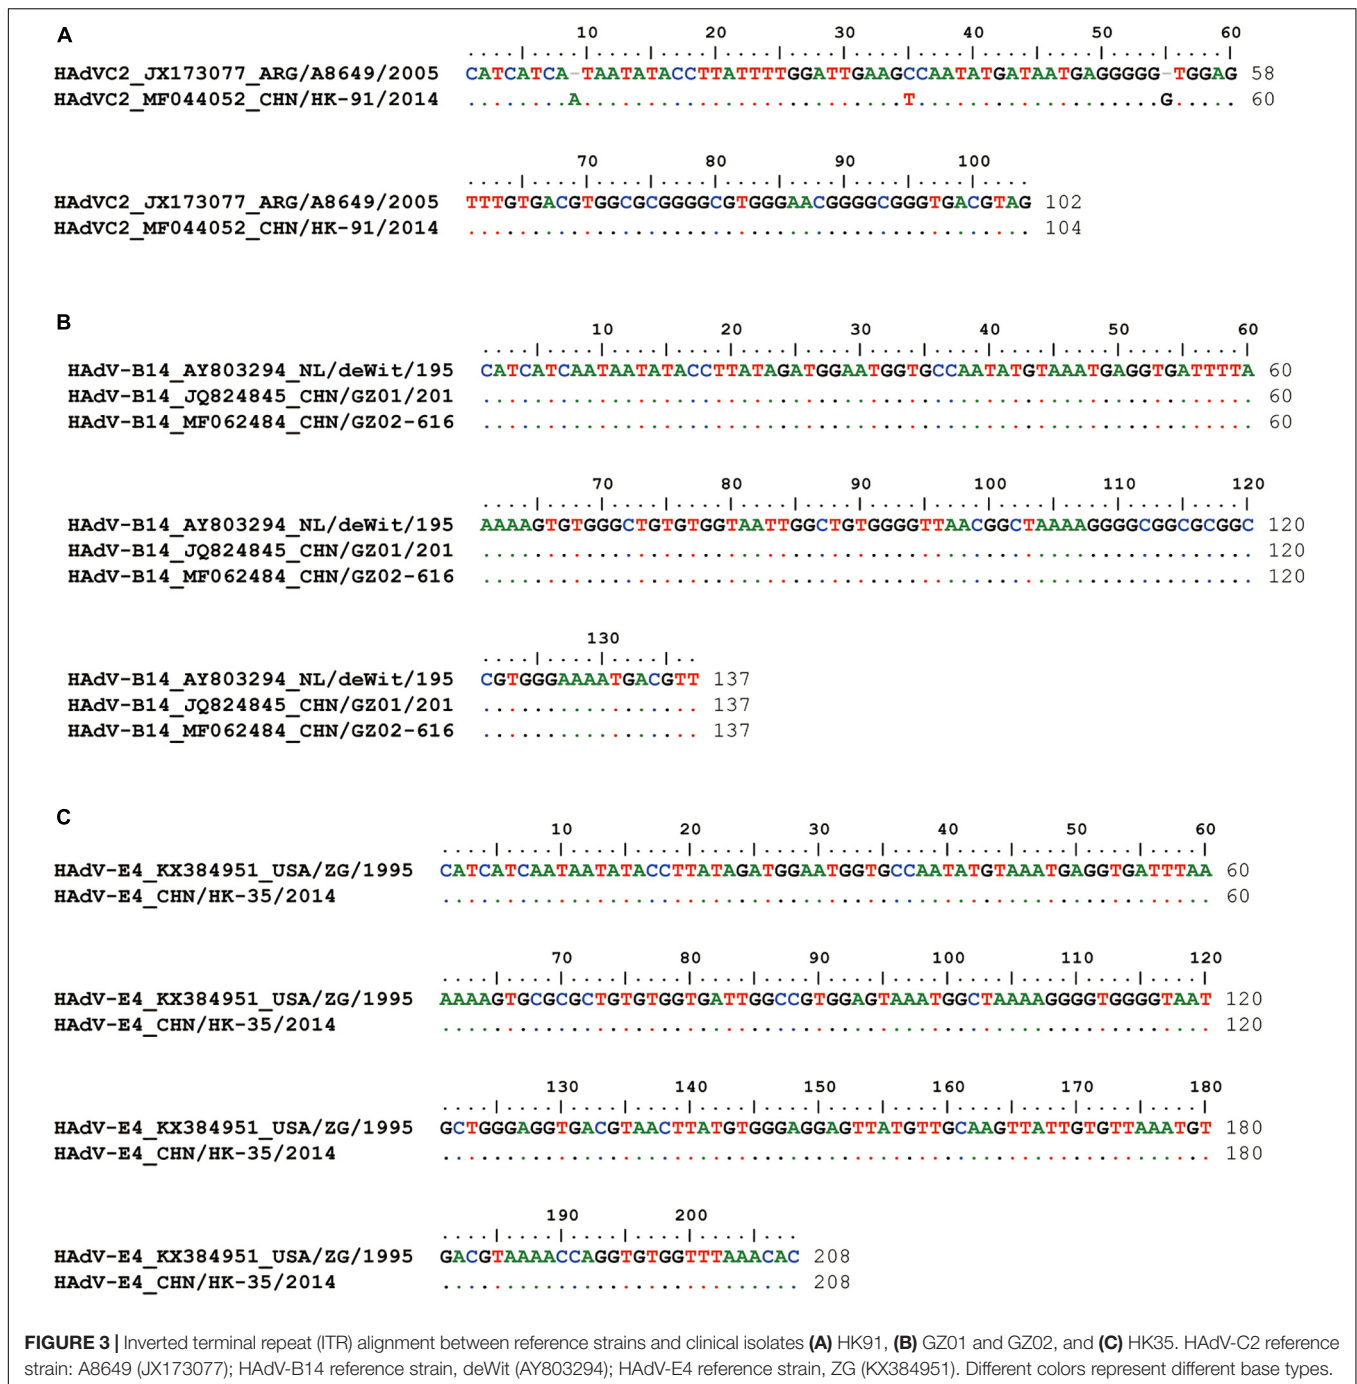 A
10 20 30 40 50 60
....|....|....|....|....|....|....|....|....|....|....|....|
HAdVC2_JX173077_ARG/A8649/2005 CATCATCA-TAATATACCTTATTTTGGATTGAAGCCAATATGATAATGAGGGGG-TGGAG 58
HAdVC2_MF044052_CHN/HK-91/2014 ........A.........................T...................G..... 60
70 80 90 100
....|....|....|....|....|....|....|....|....
HAdVC2_JX173077_ARG/A8649/2005 TTTGTGACGTGGCGCGGGGCGTGGGAACGGGGCGGGTGACGTAG 102
HAdVC2_MF044052_CHN/HK-91/2014 ............................................ 104
B
10 20 30 40 50 60
....|....|....|....|....|....|....|....|....|....|....|....|
HAdV-B14_AY803294_NL/deWit/195 CATCATCAATAATATACCTTATAGATGGAATGGTGCCAATATGTAAATGAGGTGATTTTA 60
HAdV-B14_JQ824845_CHN/GZ01/201 ............................................................ 60
HAdV-B14_MF062484_CHN/GZ02-616 ............................................................ 60
70 80 90 100 110 120
....|....|....|....|....|....|....|....|....|....|....|....|
HAdV-B14_AY803294_NL/deWit/195 AAAAGTGTGGGCTGTGTGGTAATTGGCTGTGGGGTTAACGGCTAAAAGGGGCGGCGCGGC 120
HAdV-B14_JQ824845_CHN/GZ01/201 ............................................................ 120
HAdV-B14_MF062484_CHN/GZ02-616 ............................................................ 120
130
....|....|....|..
HAdV-B14_AY803294_NL/deWit/195 CGTGGGAAAATGACGTT 137
HAdV-B14_JQ824845_CHN/GZ01/201 ................. 137
HAdV-B14_MF062484_CHN/GZ02-616 ................. 137
C
10 20 30 40 50 60
....|....|....|....|....|....|....|....|....|....|....|....|
HAdV-E4_KX384951_USA/ZG/1995 CATCATCAATAATATACCTTATAGATGGAATGGTGCCAATATGTAAATGAGGTGATTTAA 60
HAdV-E4_CHN/HK-35/2014 ............................................................ 60
70 80 90 100 110 120
....|....|....|....|....|....|....|....|....|....|....|....|
HAdV-E4_KX384951_USA/ZG/1995 AAAAGTGCGCGCTGTGTGGTGATTGGCCGTGGAGTAAATGGCTAAAAGGGGTGGGGTAAT 120
HAdV-E4_CHN/HK-35/2014 ............................................................ 120
130 140 150 160 170 180
....|....|....|....|....|....|....|....|....|....|....|....|
HAdV-E4_KX384951_USA/ZG/1995 GCTGGGAGGTGACGTAACTTATGTGGGAGGAGTTATGTTGCAAGTTATTGTGTTAAATGT 180
HAdV-E4_CHN/HK-35/2014 ............................................................ 180
190 200
....|....|....|....|....|...
HAdV-E4_KX384951_USA/ZG/1995 GACGTAAAACCAGGTGTGGTTTAAACAC 208
HAdV-E4_CHN/HK-35/2014 ............................ 208
FIGURE 3 | Inverted terminal repeat (ITR) alignment between reference strains and clinical isolates (A) HK91, (B) GZ01 and GZ02, and (C) HK35. HAdV-C2 reference
strain: A8649 (JX173077); HAdV-B14 reference strain, deWit (AY803294); HAdV-E4 reference strain, ZG (KX384951). Different colors represent different base types.